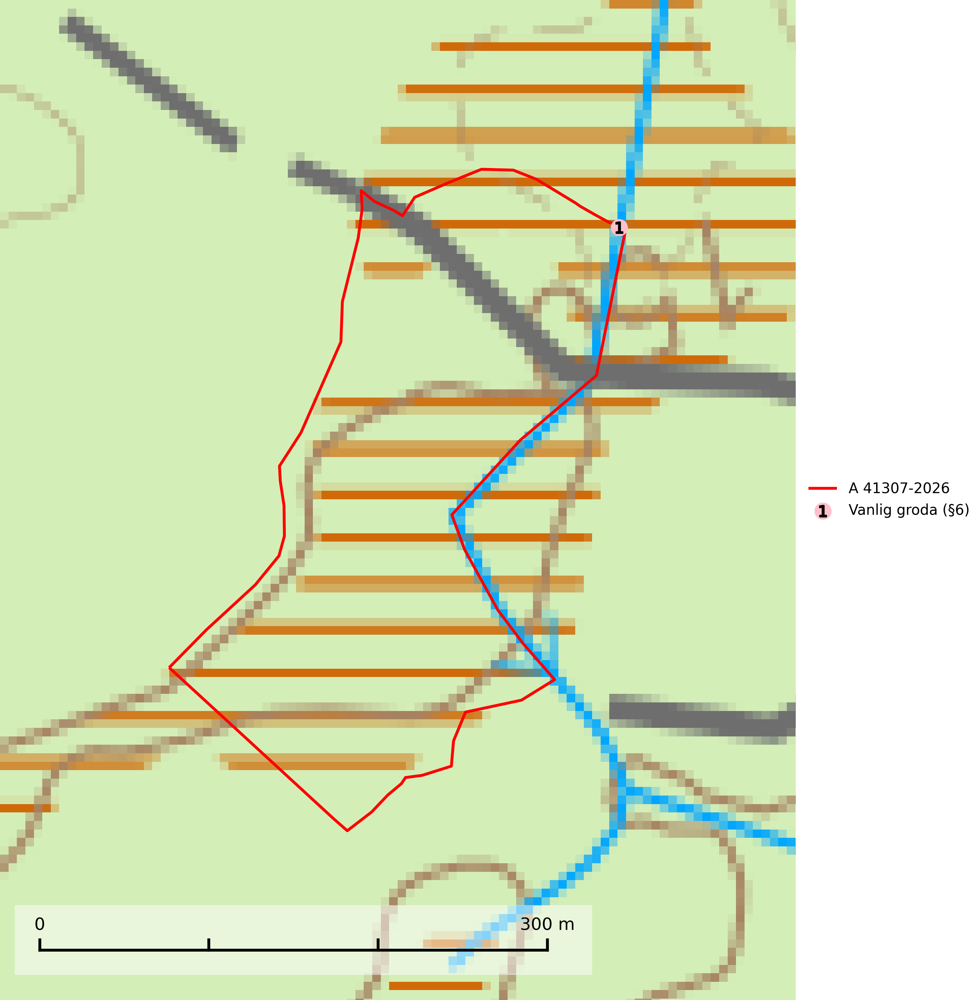 1
A 41307-2026
1 Vanlig groda (§6)
0 300 m